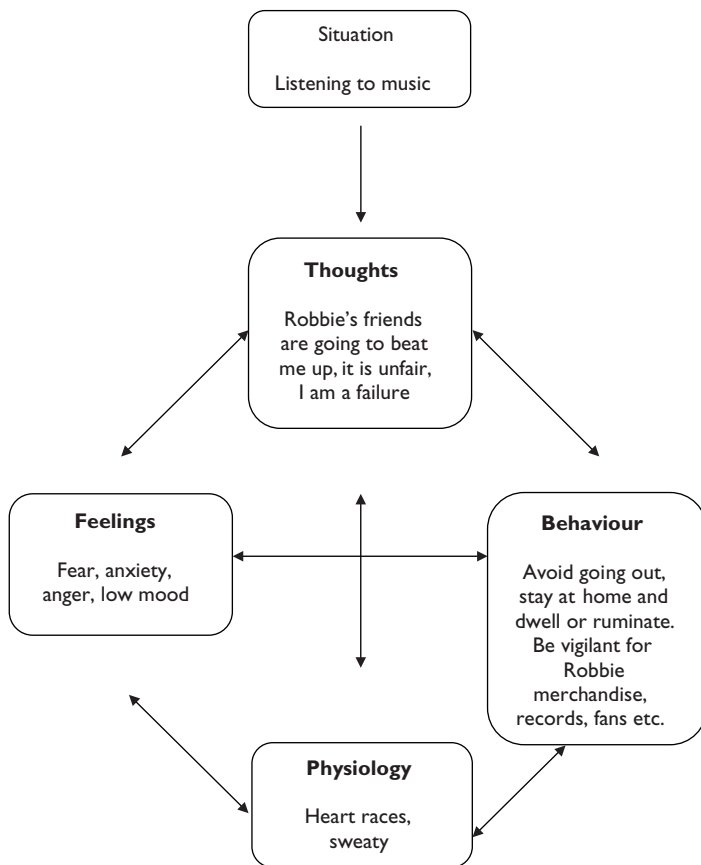 Situation
Listening to music
Thoughts
Robbie’s friends
are going to beat
me up, it is unfair,
I am a failure
Feelings
Fear, anxiety,
anger, low mood
Behaviour
Avoid going out,
stay at home and
dwell or ruminate.
Be vigilant for
Robbie
merchandise,
records, fans etc.
Physiology
Heart races,
sweaty